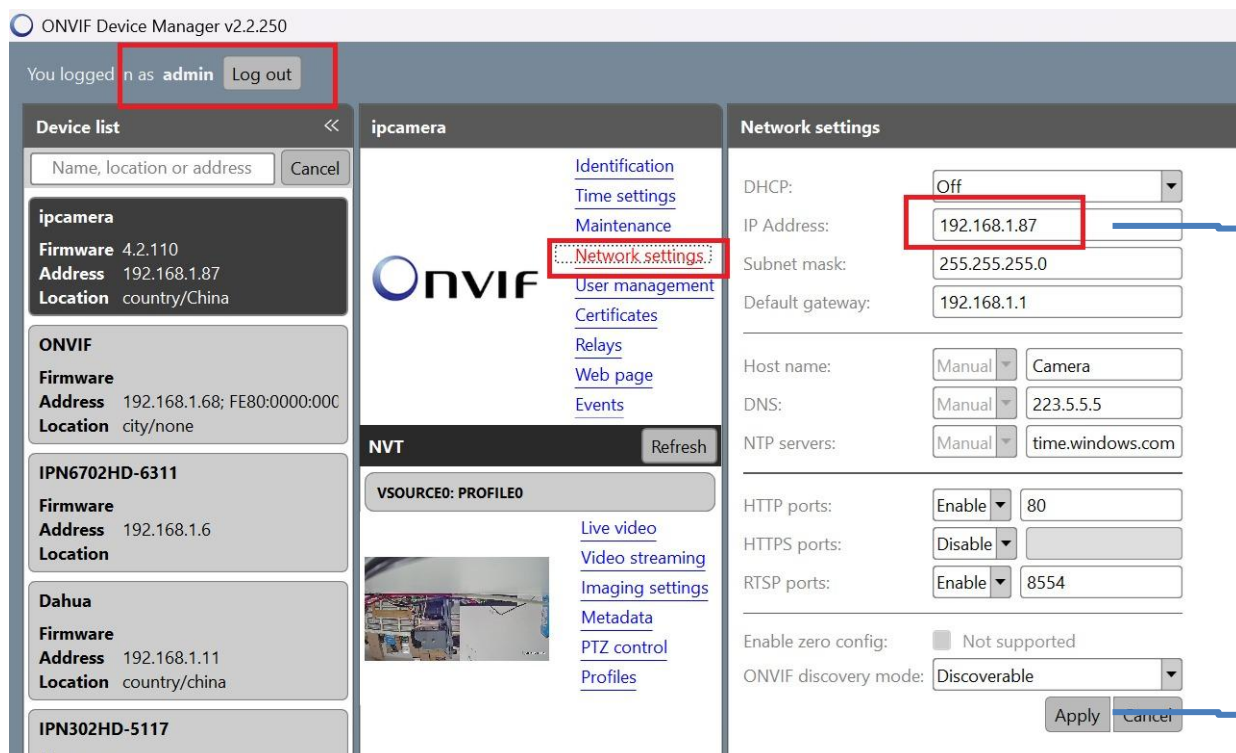 ONVIF Device Manager v2.2.250
You logged in as admin Log out
Device list
Name, location or address Cancel
ipcamera
Firmware 4.2.110
Address 192.168.1.87
Location country/China
ONVIF
Firmware
Address 192.168.1.68; FE80:0000:000
Location city/none
IPN6702HD-6311
Firmware
Address 192.168.1.6
Location
Dahua
Firmware
Address 192.168.1.11
Location country/china
IPN302HD-5117
ipcamera
ONVIF
Identification
Time settings
Maintenance
Network settings
User management
Certificates
Relays
Web page
Events
NVT Refresh
VSOURCE0: PROFILE0
Live video
Video streaming
Imaging settings
Metadata
PTZ control
Profiles
Network settings
DHCP: Off
IP Address: 192.168.1.87
Subnet mask: 255.255.255.0
Default gateway: 192.168.1.1
Host name: Manual Camera
DNS: Manual 223.5.5.5
NTP servers: Manual time.windows.com
HTTP ports: Enable 80
HTTPS ports: Disable
RTSP ports: Enable 8554
Enable zero config: Not supported
ONVIF discovery mode: Discoverable
Apply Cancel